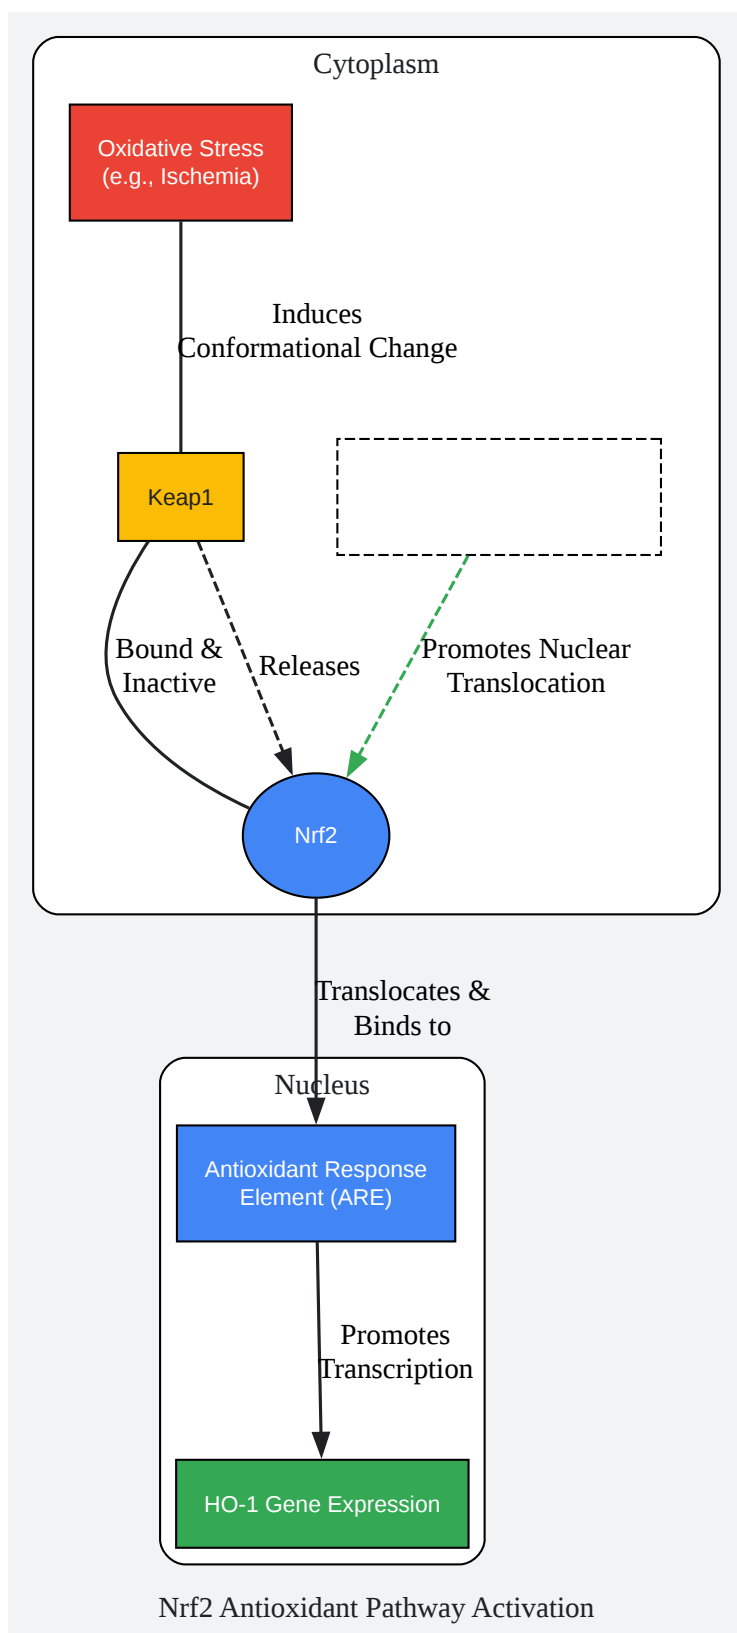 Cytoplasm
Oxidative Stress
(e.g., Ischemia)
Induces
Conformational Change
Keap1
Bound &
Inactive
Releases
Promotes Nuclear
Translocation
Nrf2
Translocates &
Binds to
Nucleus
Antioxidant Response
Element (ARE)
Promotes
Transcription
HO-1 Gene Expression
Nrf2 Antioxidant Pathway Activation